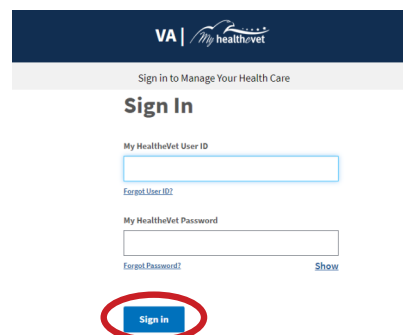 VA | My healthevet
Sign in to Manage Your Health Care
Sign In
My HealtheVet User ID
Forgot User ID?
My HealtheVet Password
Forgot Password? Show
Sign in